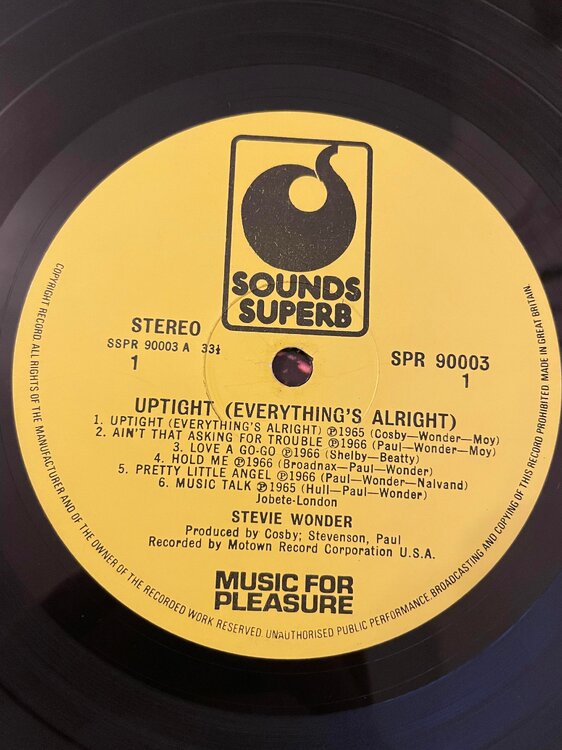 SOUNDS
SUPERB
STEREO
SSPR 90003 A 33⅓
1
SPR 90003
1
UPTIGHT (EVERYTHING'S ALRIGHT)
1. UPTIGHT (EVERYTHING'S ALRIGHT) ℗1965 (Cosby—Wonder—Moy)
2. AIN'T THAT ASKING FOR TROUBLE ℗1966 (Paul—Wonder—Moy)
3. LOVE A GO-GO ℗1966 (Shelby—Beatty)
4. HOLD ME ℗1966 (Broadnax—Paul—Wonder)
5. PRETTY LITTLE ANGEL ℗1966 (Paul—Wonder—Nalvand)
6. MUSIC TALK ℗1965 (Hull—Paul—Wonder)
Jobete-London
STEVIE WONDER
Produced by Cosby; Stevenson, Paul
Recorded by Motown Record Corporation U.S.A.
MUSIC FOR
PLEASURE
COPYRIGHT RECORD. ALL RIGHTS OF THE MANUFACTURER AND OF THE OWNER OF THE RECORDED WORK RESERVED. UNAUTHORISED PUBLIC PERFORMANCE, BROADCASTING AND COPYING OF THIS RECORD PROHIBITED. MADE IN GREAT BRITAIN.